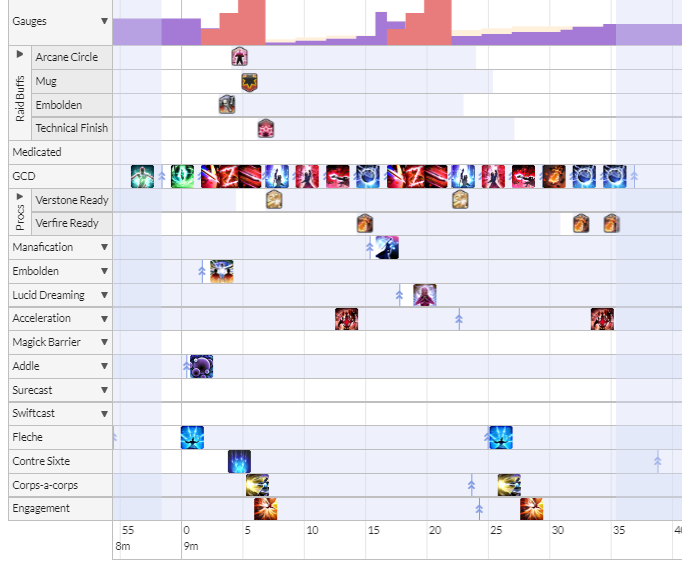 Gauges
Raid Buffs
Arcane Circle
Mug
Embolden
Technical Finish
Medicated
GCD
Procs
Verstone Ready
Verfire Ready
Manafication
Embolden
Lucid Dreaming
Acceleration
Magick Barrier
Addle
Surecast
Swiftcast
Fleche
Contre Sixte
Corps-a-corps
Engagement
55 0 5 10 15 20 25 30 35 40
8m 9m